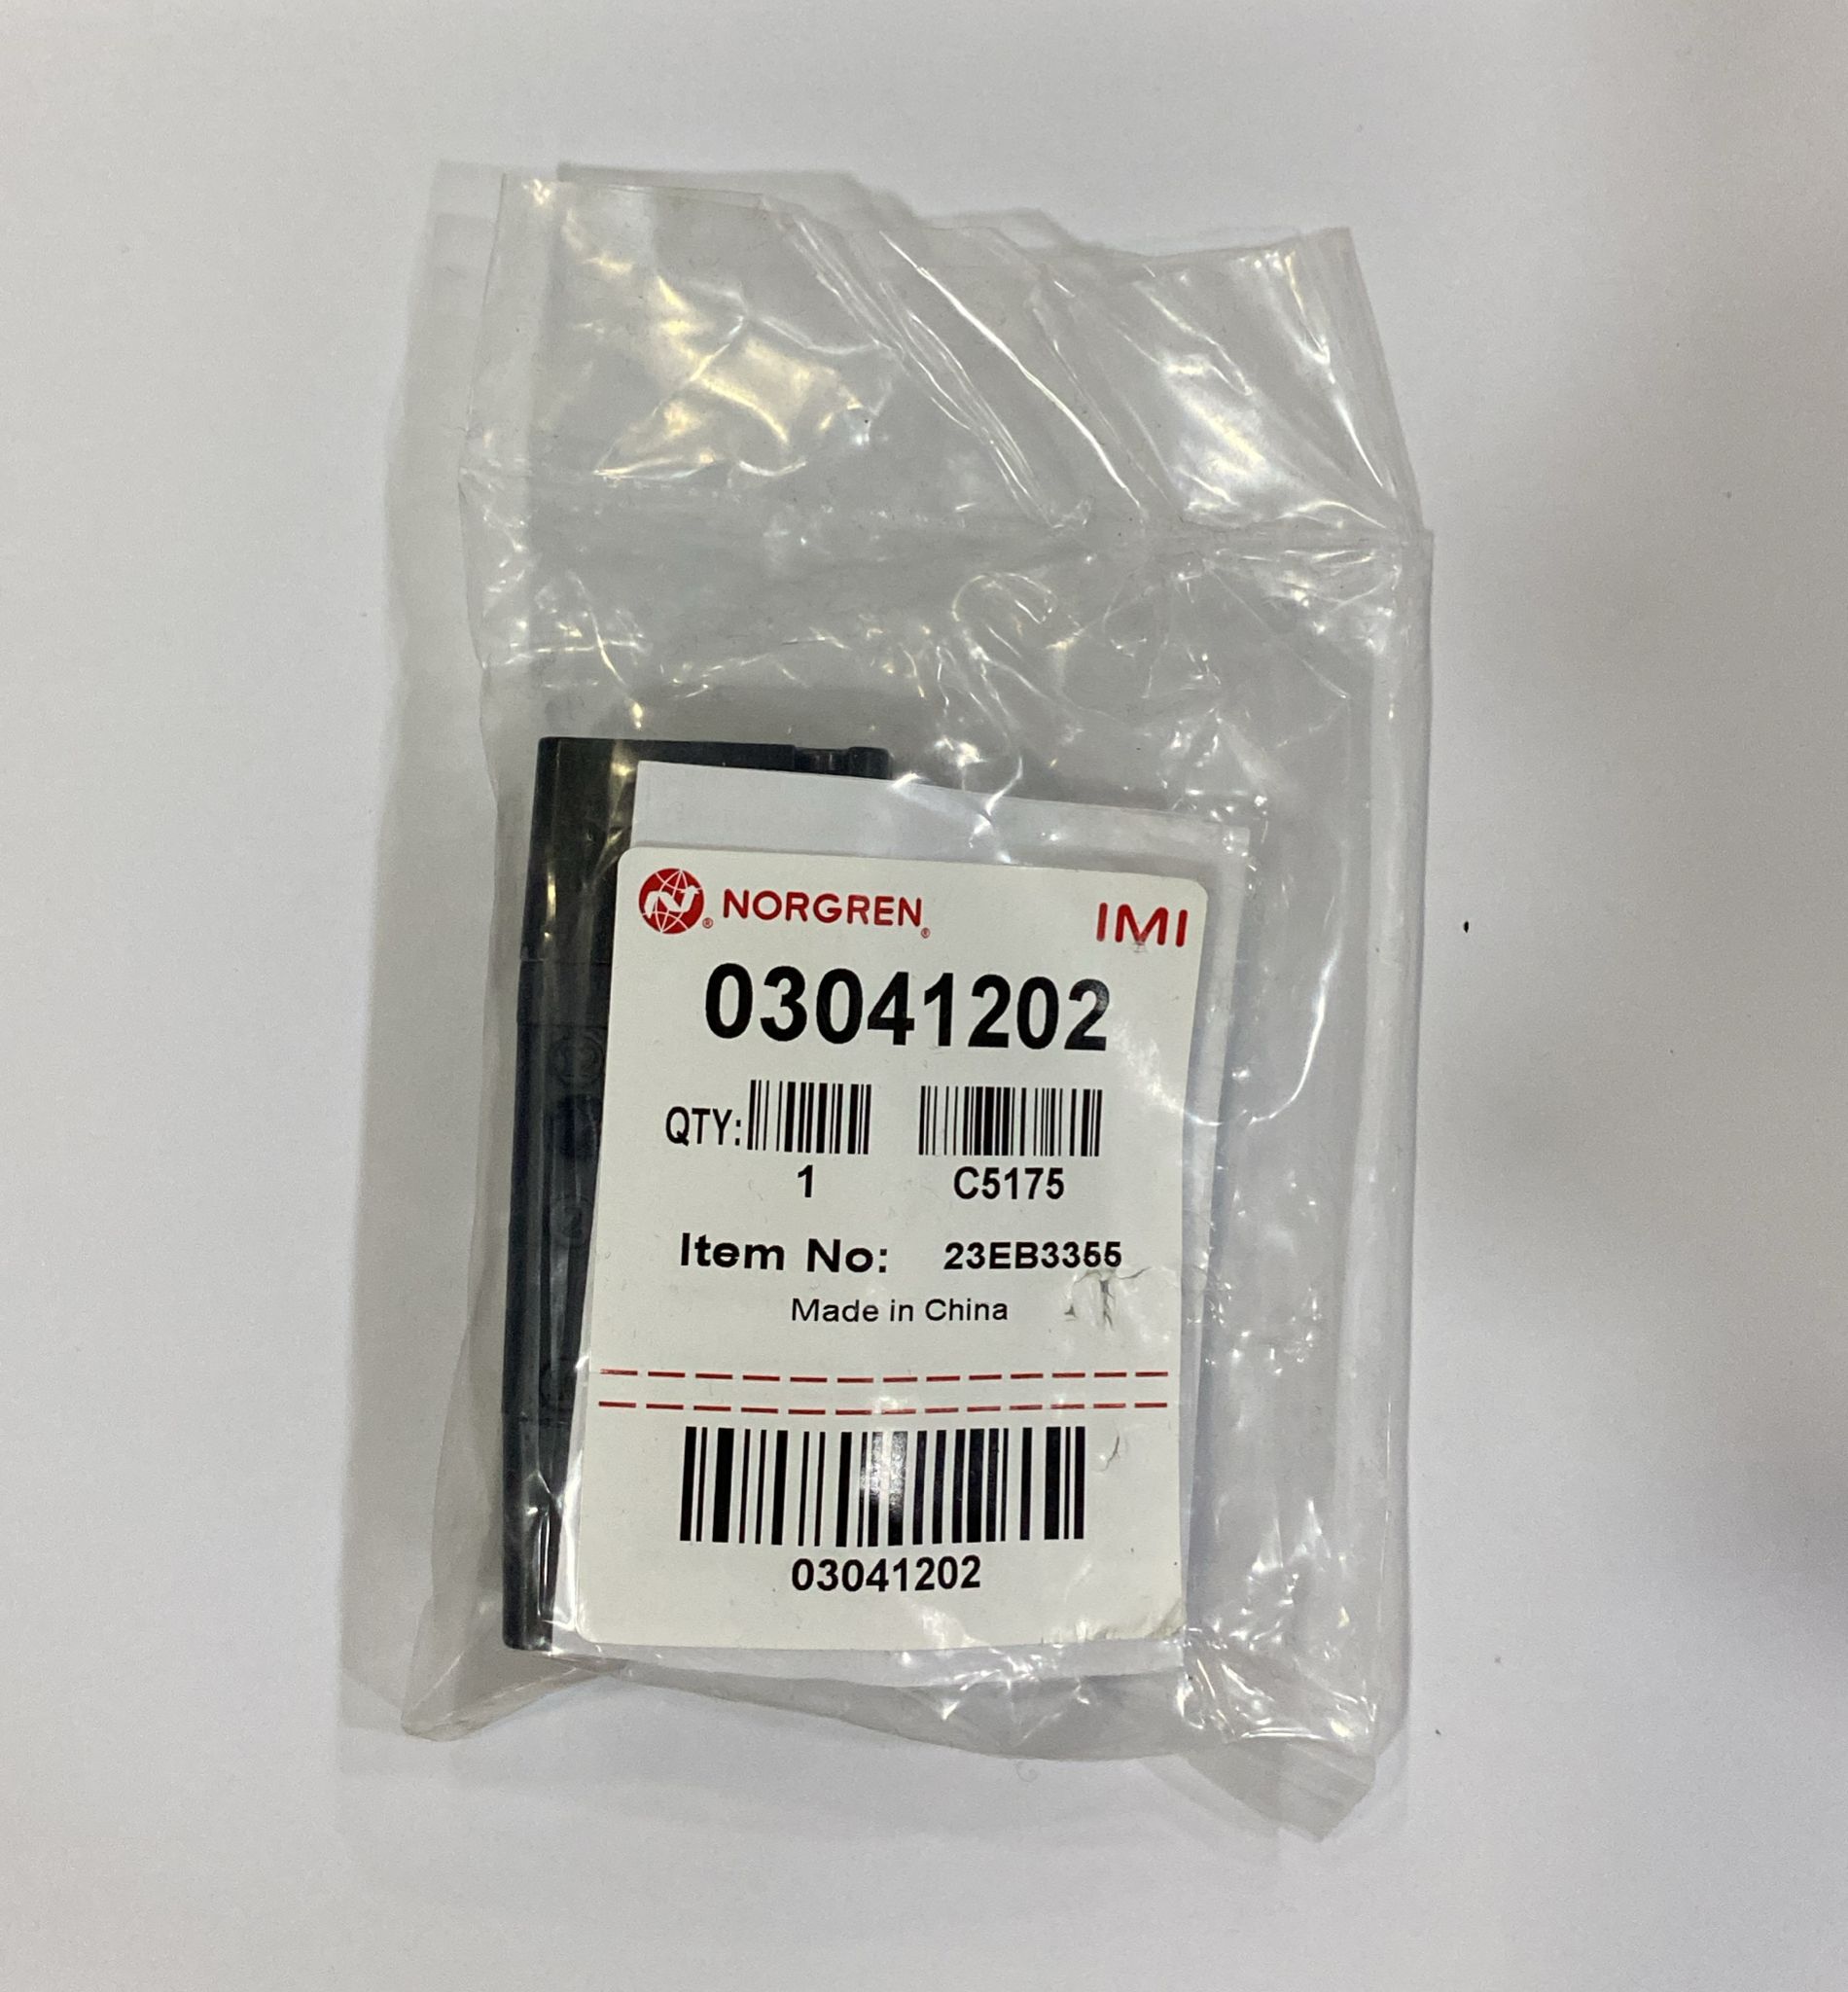 NORGREN® IMI
03041202
QTY:
1 C5175
Item No: 23EB3355
Made in China
03041202